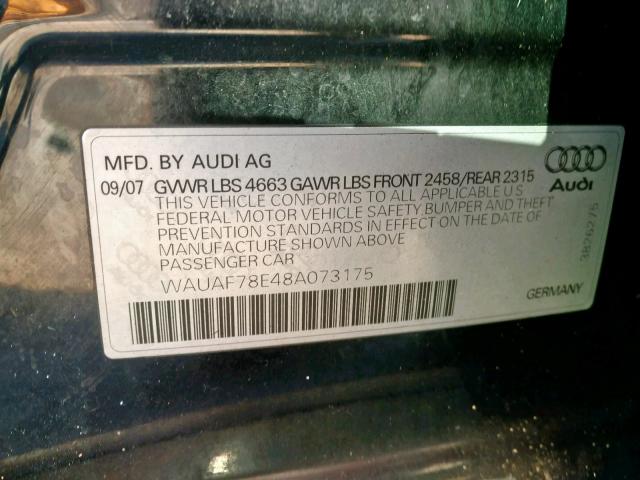 MFD. BY AUDI AG
09/07 GVWR LBS 4663 GAWR LBS FRONT 2458/REAR 2315
THIS VEHICLE CONFORMS TO ALL APPLICABLE U S
FEDERAL MOTOR VEHICLE SAFETY BUMPER AND THEFT
PREVENTION STANDARDS IN EFFECT ON THE DATE OF
MANUFACTURE SHOWN ABOVE
PASSENGER CAR
WAUAF78E48A073175
Audi
3826275
GERMANY